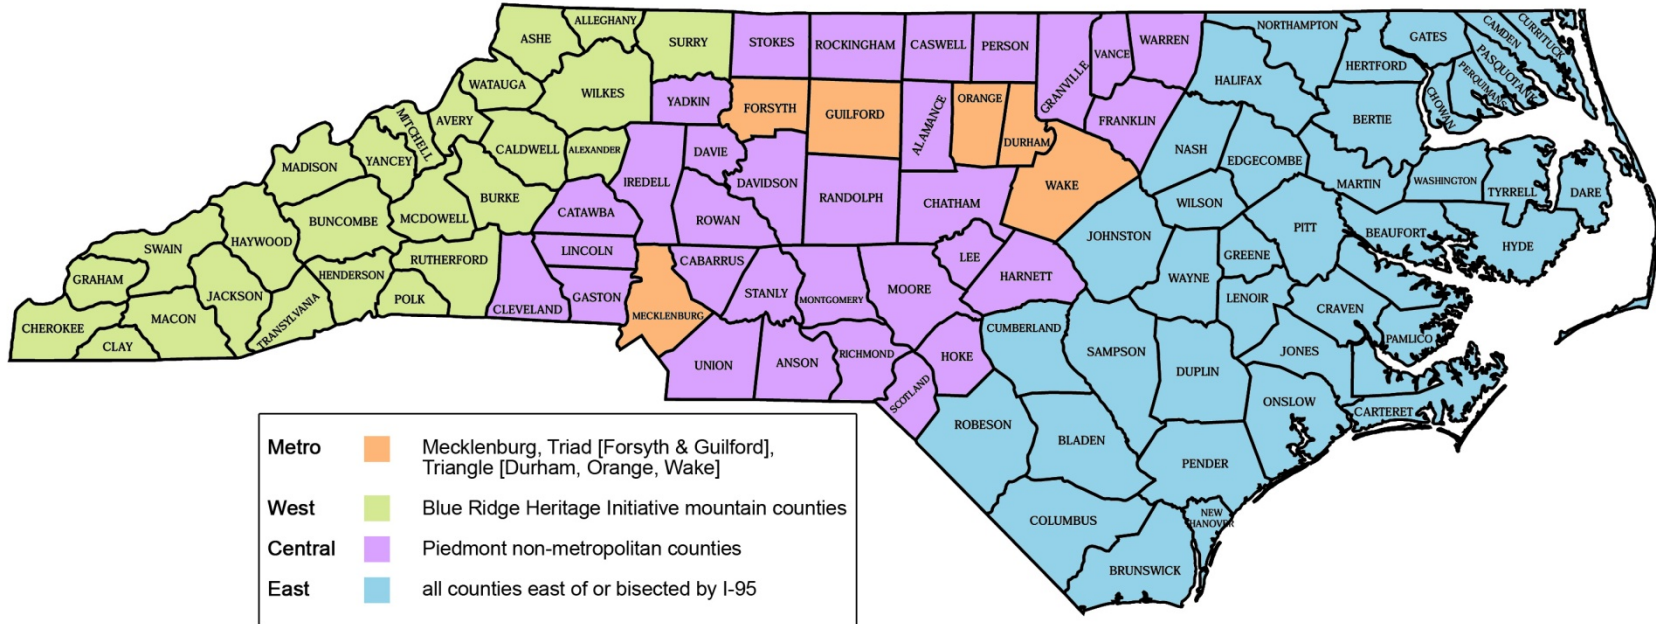 ALLEGHANY
ASHE
SURRY
STOKES
ROCKINGHAM
CASWELL
PERSON
GRANVILLE
VANCE
WARREN
NORTHAMPTON
GATES
CAMDEN
CURRITUCK
PASQUOTANK
PERQUIMANS
CHOWAN
HERTFORD
HALIFAX
WATAUGA
WILKES
YADKIN
FORSYTH
GUILFORD
ALAMANCE
ORANGE
DURHAM
FRANKLIN
BERTIE
MITCHELL
AVERY
CALDWELL
ALEXANDER
DAVIE
NASH
EDGECOMBE
MADISON
YANCEY
IREDELL
DAVIDSON
WAKE
MARTIN
WASHINGTON
TYRRELL
DARE
BUNCOMBE
MCDOWELL
BURKE
CATAWBA
ROWAN
RANDOLPH
CHATHAM
WILSON
PITT
BEAUFORT
HYDE
SWAIN
HAYWOOD
RUTHERFORD
LINCOLN
CABARRUS
LEE
JOHNSTON
GREENE
WAYNE
GRAHAM
JACKSON
HENDERSON
POLK
CLEVELAND
GASTON
STANLY
MONTGOMERY
MOORE
HARNETT
LENOIR
CRAVEN
CHEROKEE
MACON
CLAY
TRANSYLVANIA
MECKLENBURG
CUMBERLAND
SAMPSON
JONES
PAMLICO
UNION
ANSON
RICHMOND
HOKE
SCOTLAND
DUPLIN
ONSLOW
CARTERET
ROBESON
BLADEN
PENDER
COLUMBUS
NEW
HANOVER
BRUNSWICK
Metro Mecklenburg, Triad [Forsyth & Guilford],
Triangle [Durham, Orange, Wake]
West Blue Ridge Heritage Initiative mountain counties
Central Piedmont non-metropolitan counties
East all counties east of or bisected by I-95